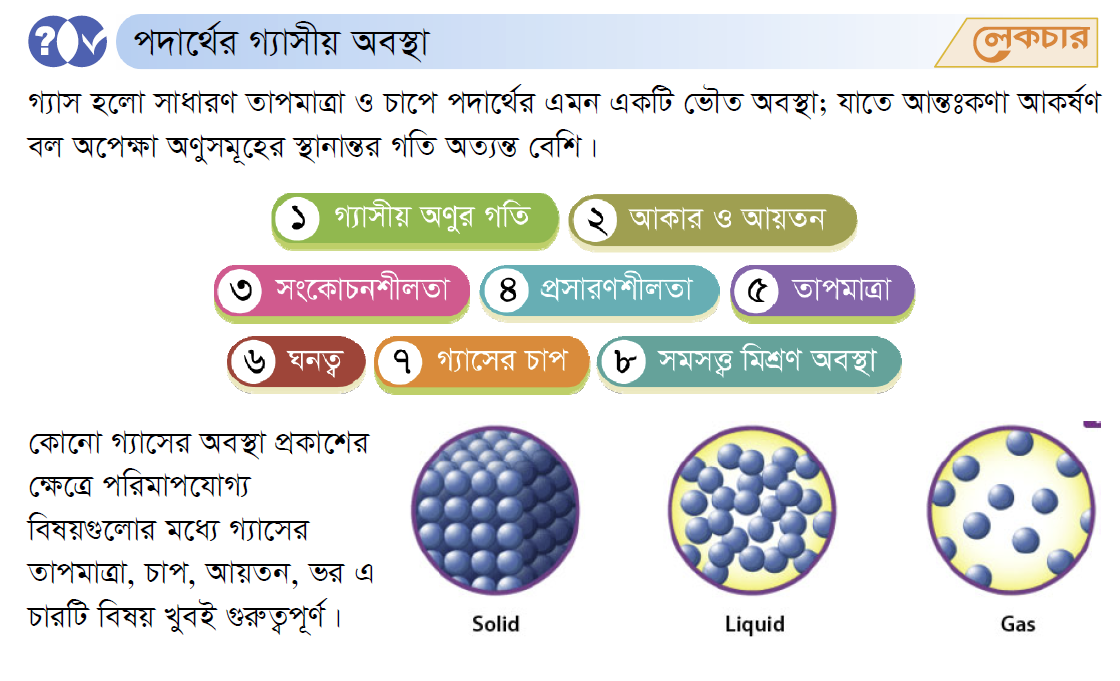 পদার্থের গ্যাসীয় অবস্থা
লেকচার
গ্যাস হলো সাধারণ তাপমাত্রা ও চাপে পদার্থের এমন একটি ভৌত অবস্থা; যাতে আন্তঃকণা আকর্ষণ
বল অপেক্ষা অণুসমূহের স্থানান্তর গতি অত্যন্ত বেশি।
১ গ্যাসীয় অণুর গতি ২ আকার ও আয়তন
৩ সংকোচনশীলতা ৪ প্রসারণশীলতা ৫ তাপমাত্রা
৬ ঘনত্ব ৭ গ্যাসের চাপ ৮ সমসত্ত্ব মিশ্রণ অবস্থা
কোনো গ্যাসের অবস্থা প্রকাশের
ক্ষেত্রে পরিমাপযোগ্য
বিষয়গুলোর মধ্যে গ্যাসের
তাপমাত্রা, চাপ, আয়তন, ভর এ
চারটি বিষয় খুবই গুরুত্বপূর্ণ।
Solid Liquid Gas